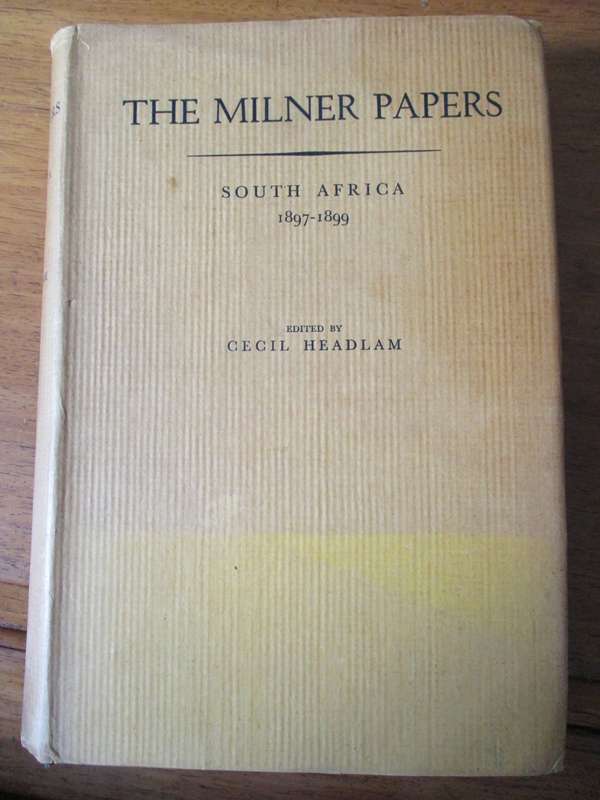 THE MILNER PAPERS
SOUTH AFRICA
1897-1899
EDITED BY
CECIL HEADLAM